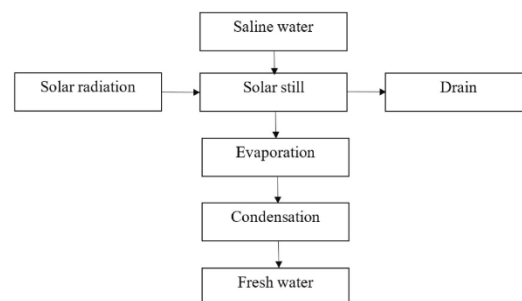 Saline water
Solar radiation
Solar still
Drain
Evaporation
Condensation
Fresh water